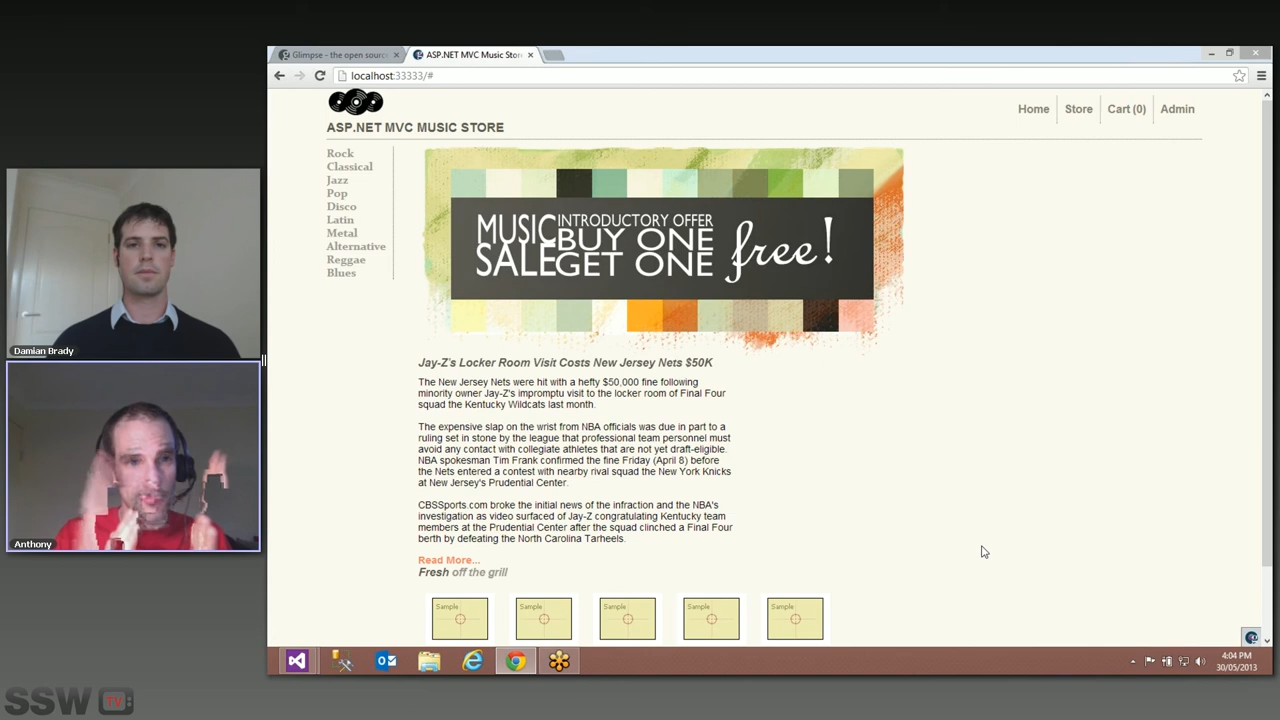 Glimpse - the open sourc
ASP.NET MVC Music Stor
localhost:33333/#
ASP.NET MVC MUSIC STORE
Home
Store
Cart (0)
Admin
Rock
Classical
Jazz
Pop
Disco
Latin
Metal
Alternative
Reggae
Blues
MUSIC SALE
INTRODUCTORY OFFER
BUY ONE
GET ONE
free!
Jay-Z's Locker Room Visit Costs New Jersey Nets $50K
The New Jersey Nets were hit with a hefty $50,000 fine following
minority owner Jay-Z's impromptu visit to the locker room of Final Four
squad the Kentucky Wildcats last month.
The expensive slap on the wrist from NBA officials was due in part to a
ruling set in stone by the league that professional team personnel must
avoid any contact with collegiate athletes that are not yet draft-eligible.
NBA spokesman Tim Frank confirmed the fine Friday (April 8) before
the Nets entered a contest with nearby rival squad the New York Knicks
at New Jersey's Prudential Center.
CBSSports.com broke the initial news of the infraction and the NBA's
investigation as video surfaced of Jay-Z congratulating Kentucky team
members at the Prudential Center after the squad clinched a Final Four
berth by defeating the North Carolina Tarheels.
Read More...
Fresh off the grill
Sample
Sample
Sample
Sample
Sample
Damian Brady
Anthony
4:04 PM
30/05/2013
SSW TV